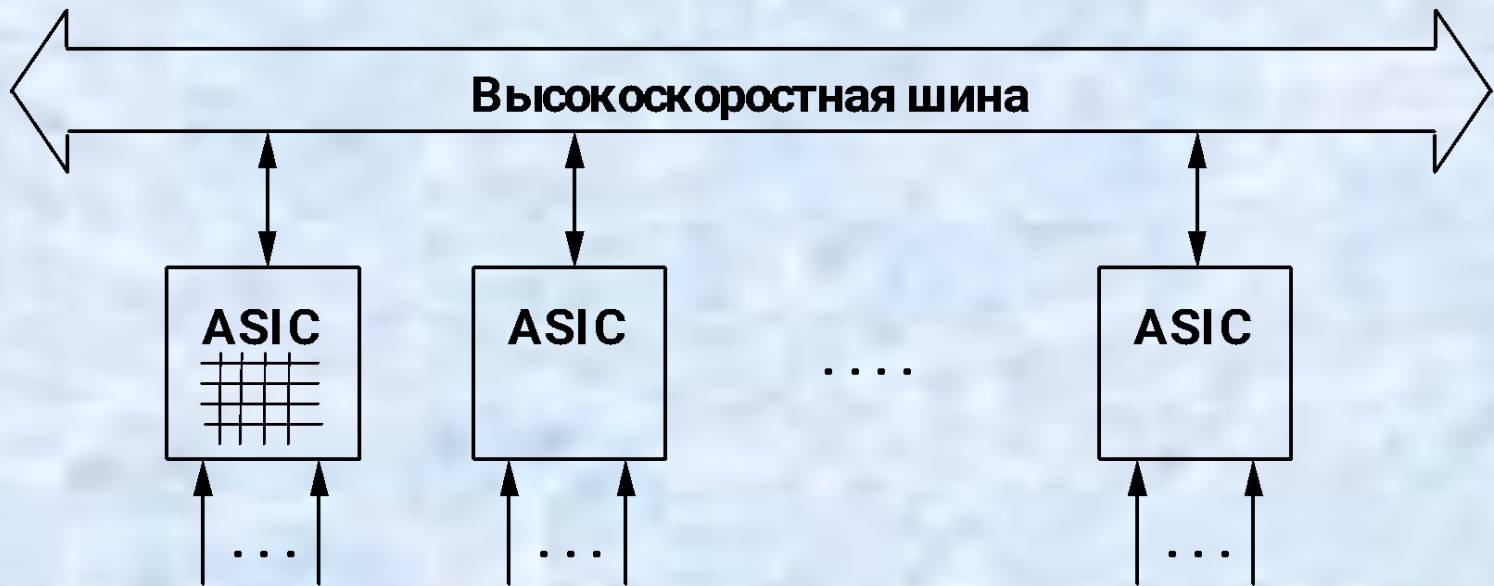 Высокоскоростная шина
ASIC ASIC ASIC
. . . .
. . . . . . . . .